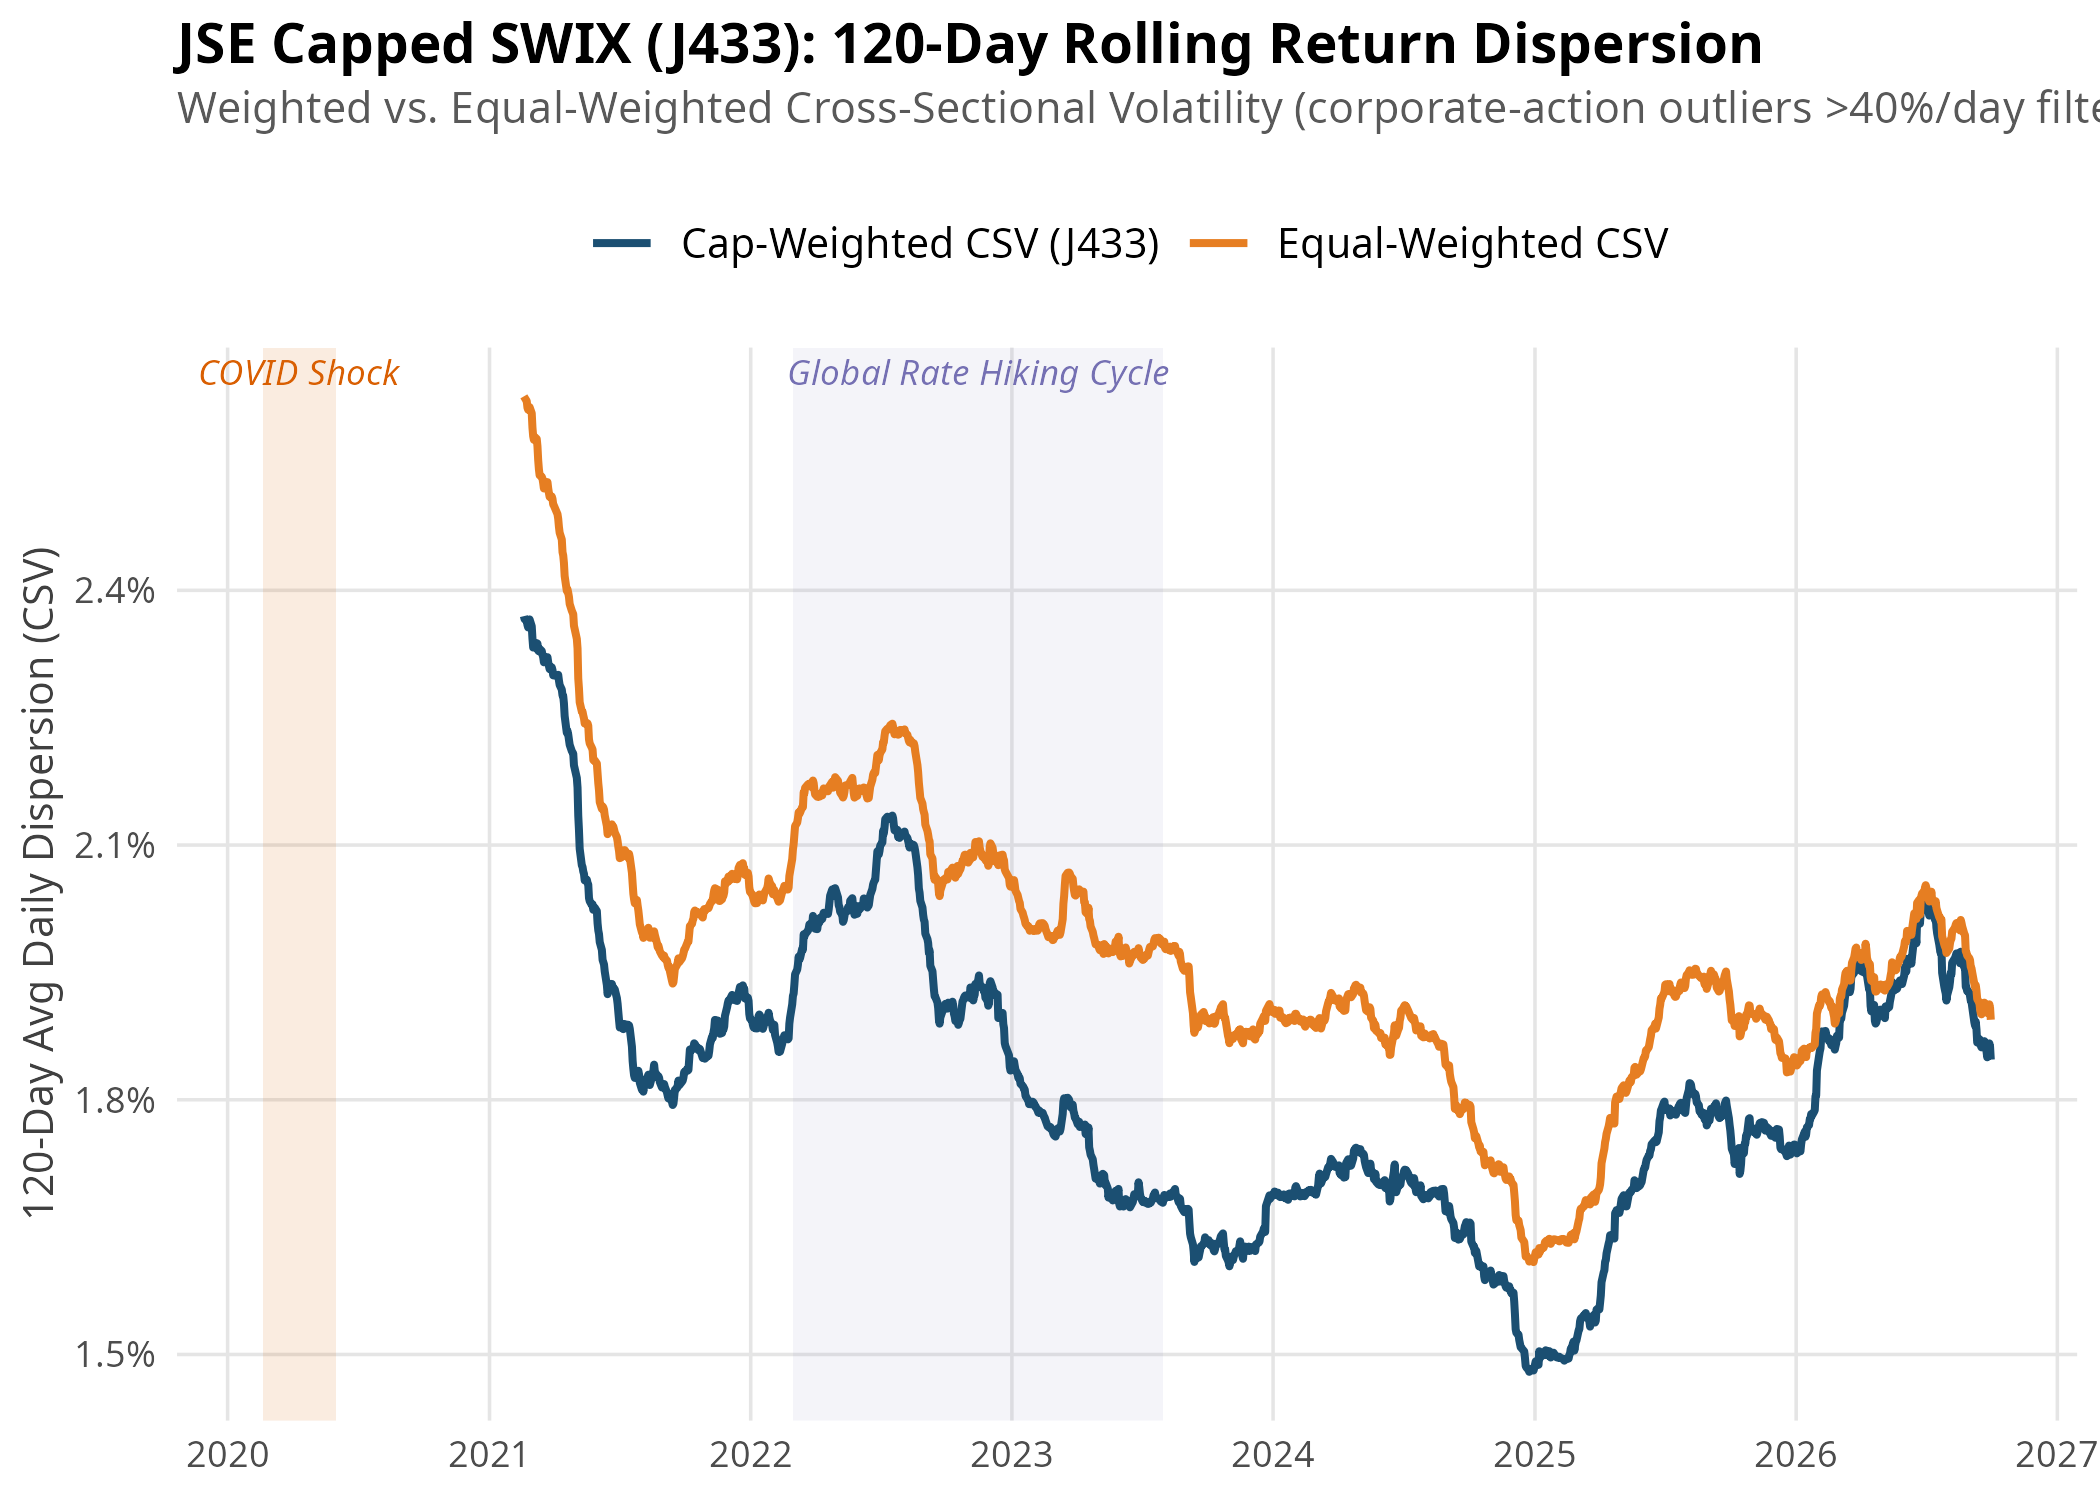 JSE Capped SWIX (J433): 120-Day Rolling Return Dispersion
Weighted vs. Equal-Weighted Cross-Sectional Volatility (corporate-action outliers >40%/day filte
Cap-Weighted CSV (J433)
Equal-Weighted CSV
COVID Shock
Global Rate Hiking Cycle
120-Day Avg Daily Dispersion (CSV)
2.4%
2.1%
1.8%
1.5%
2020
2021
2022
2023
2024
2025
2026
2027